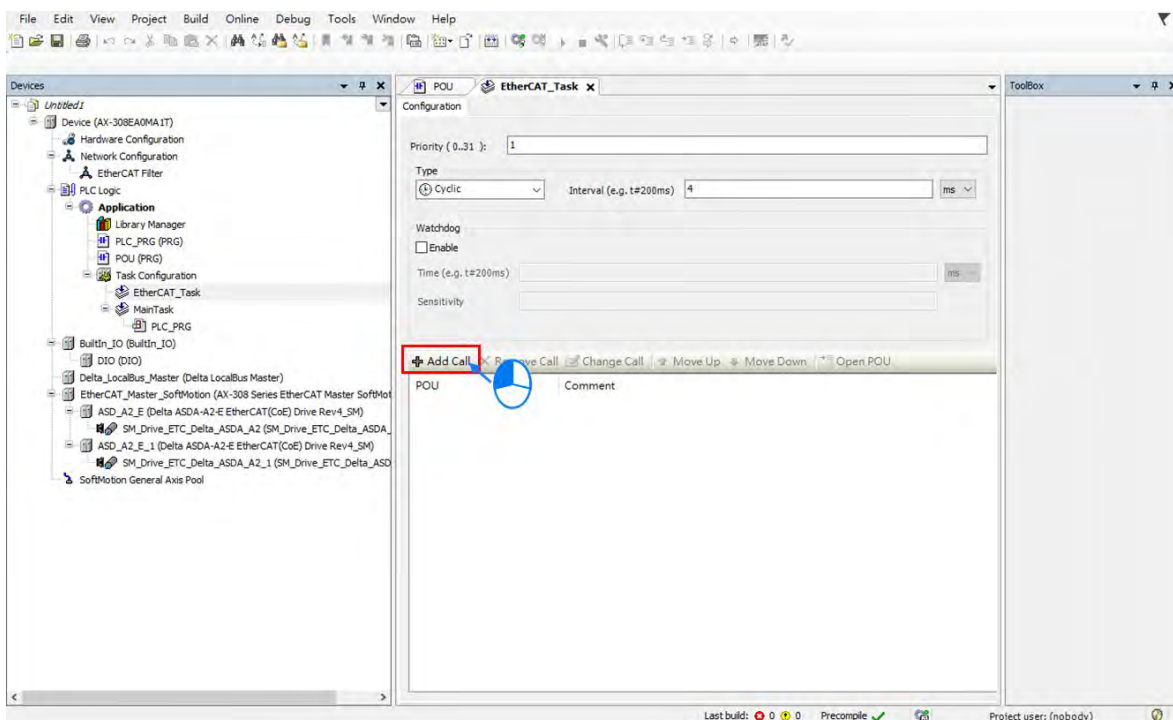 File Edit View Project Build Online Debug Tools Window Help
Devices
Untitled1
Device (AX-308EA0MA1T)
Hardware Configuration
Network Configuration
EtherCAT Filter
PLC Logic
Application
Library Manager
PLC_PRG (PRG)
POU (PRG)
Task Configuration
EtherCAT_Task
MainTask
PLC_PRG
BuiltIn_IO (BuiltIn_IO)
DIO (DIO)
Delta_LocalBus_Master (Delta LocalBus Master)
EtherCAT_Master_SoftMotion (AX-308 Series EtherCAT Master SoftMot
ASD_A2_E (Delta ASDA-A2-E EtherCAT(CoE) Drive Rev4_SM)
SM_Drive_ETC_Delta_ASDA_A2 (SM_Drive_ETC_Delta_ASDA_
ASD_A2_E_1 (Delta ASDA-A2-E EtherCAT(CoE) Drive Rev4_SM)
SM_Drive_ETC_Delta_ASDA_A2_1 (SM_Drive_ETC_Delta_ASD
SoftMotion General Axis Pool
POU EtherCAT_Task
Configuration
Priority ( 0..31 ): 1
Type
Cyclic Interval (e.g. t#200ms) 4 ms
Watchdog
Enable
Time (e.g. t#200ms) ms
Sensitivity
Add Call Call Change Call Move Up Move Down Open POU
POU Comment
ToolBox
Last build: 0 0 Precompile Project user: (nobody)